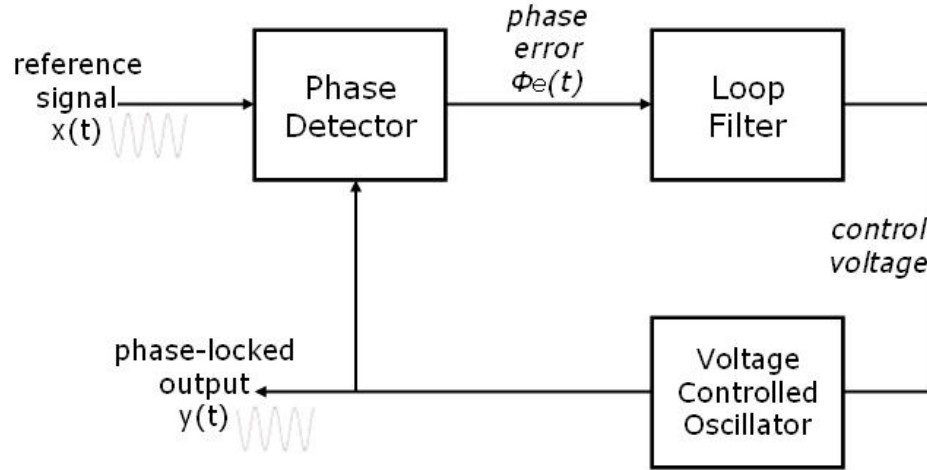 reference
signal
x(t)
Phase
Detector
phase
error
Φe(t)
Loop
Filter
control
voltage
Voltage
Controlled
Oscillator
phase-locked
output
y(t)